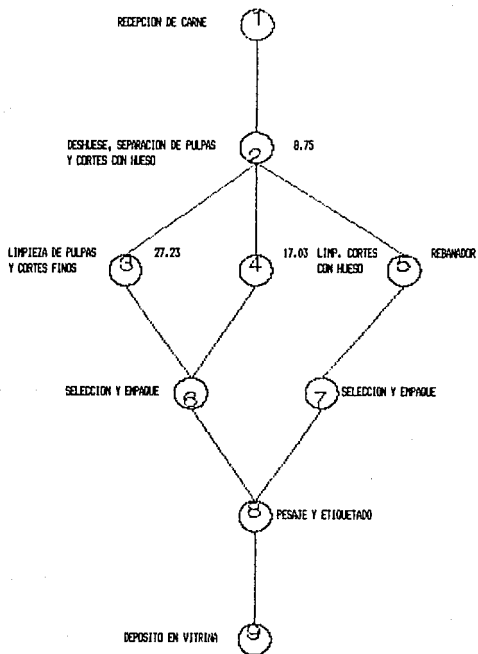 RECEPCION DE CARNE
1
DESHUESE, SEPARACION DE PULPAS
Y CORTES CON HUESO
2
8.75
LIMPIEZA DE PULPAS
Y CORTES FINOS
3
27.23
4
17.03
LIMP. CORTES
CON HUESO
5
REBANADOR
SELECCION Y EMPAQUE
6
7
SELECCION Y EMPAQUE
8
PESAJE Y ETIQUETADO
DEPOSITO EN VITRINA
9